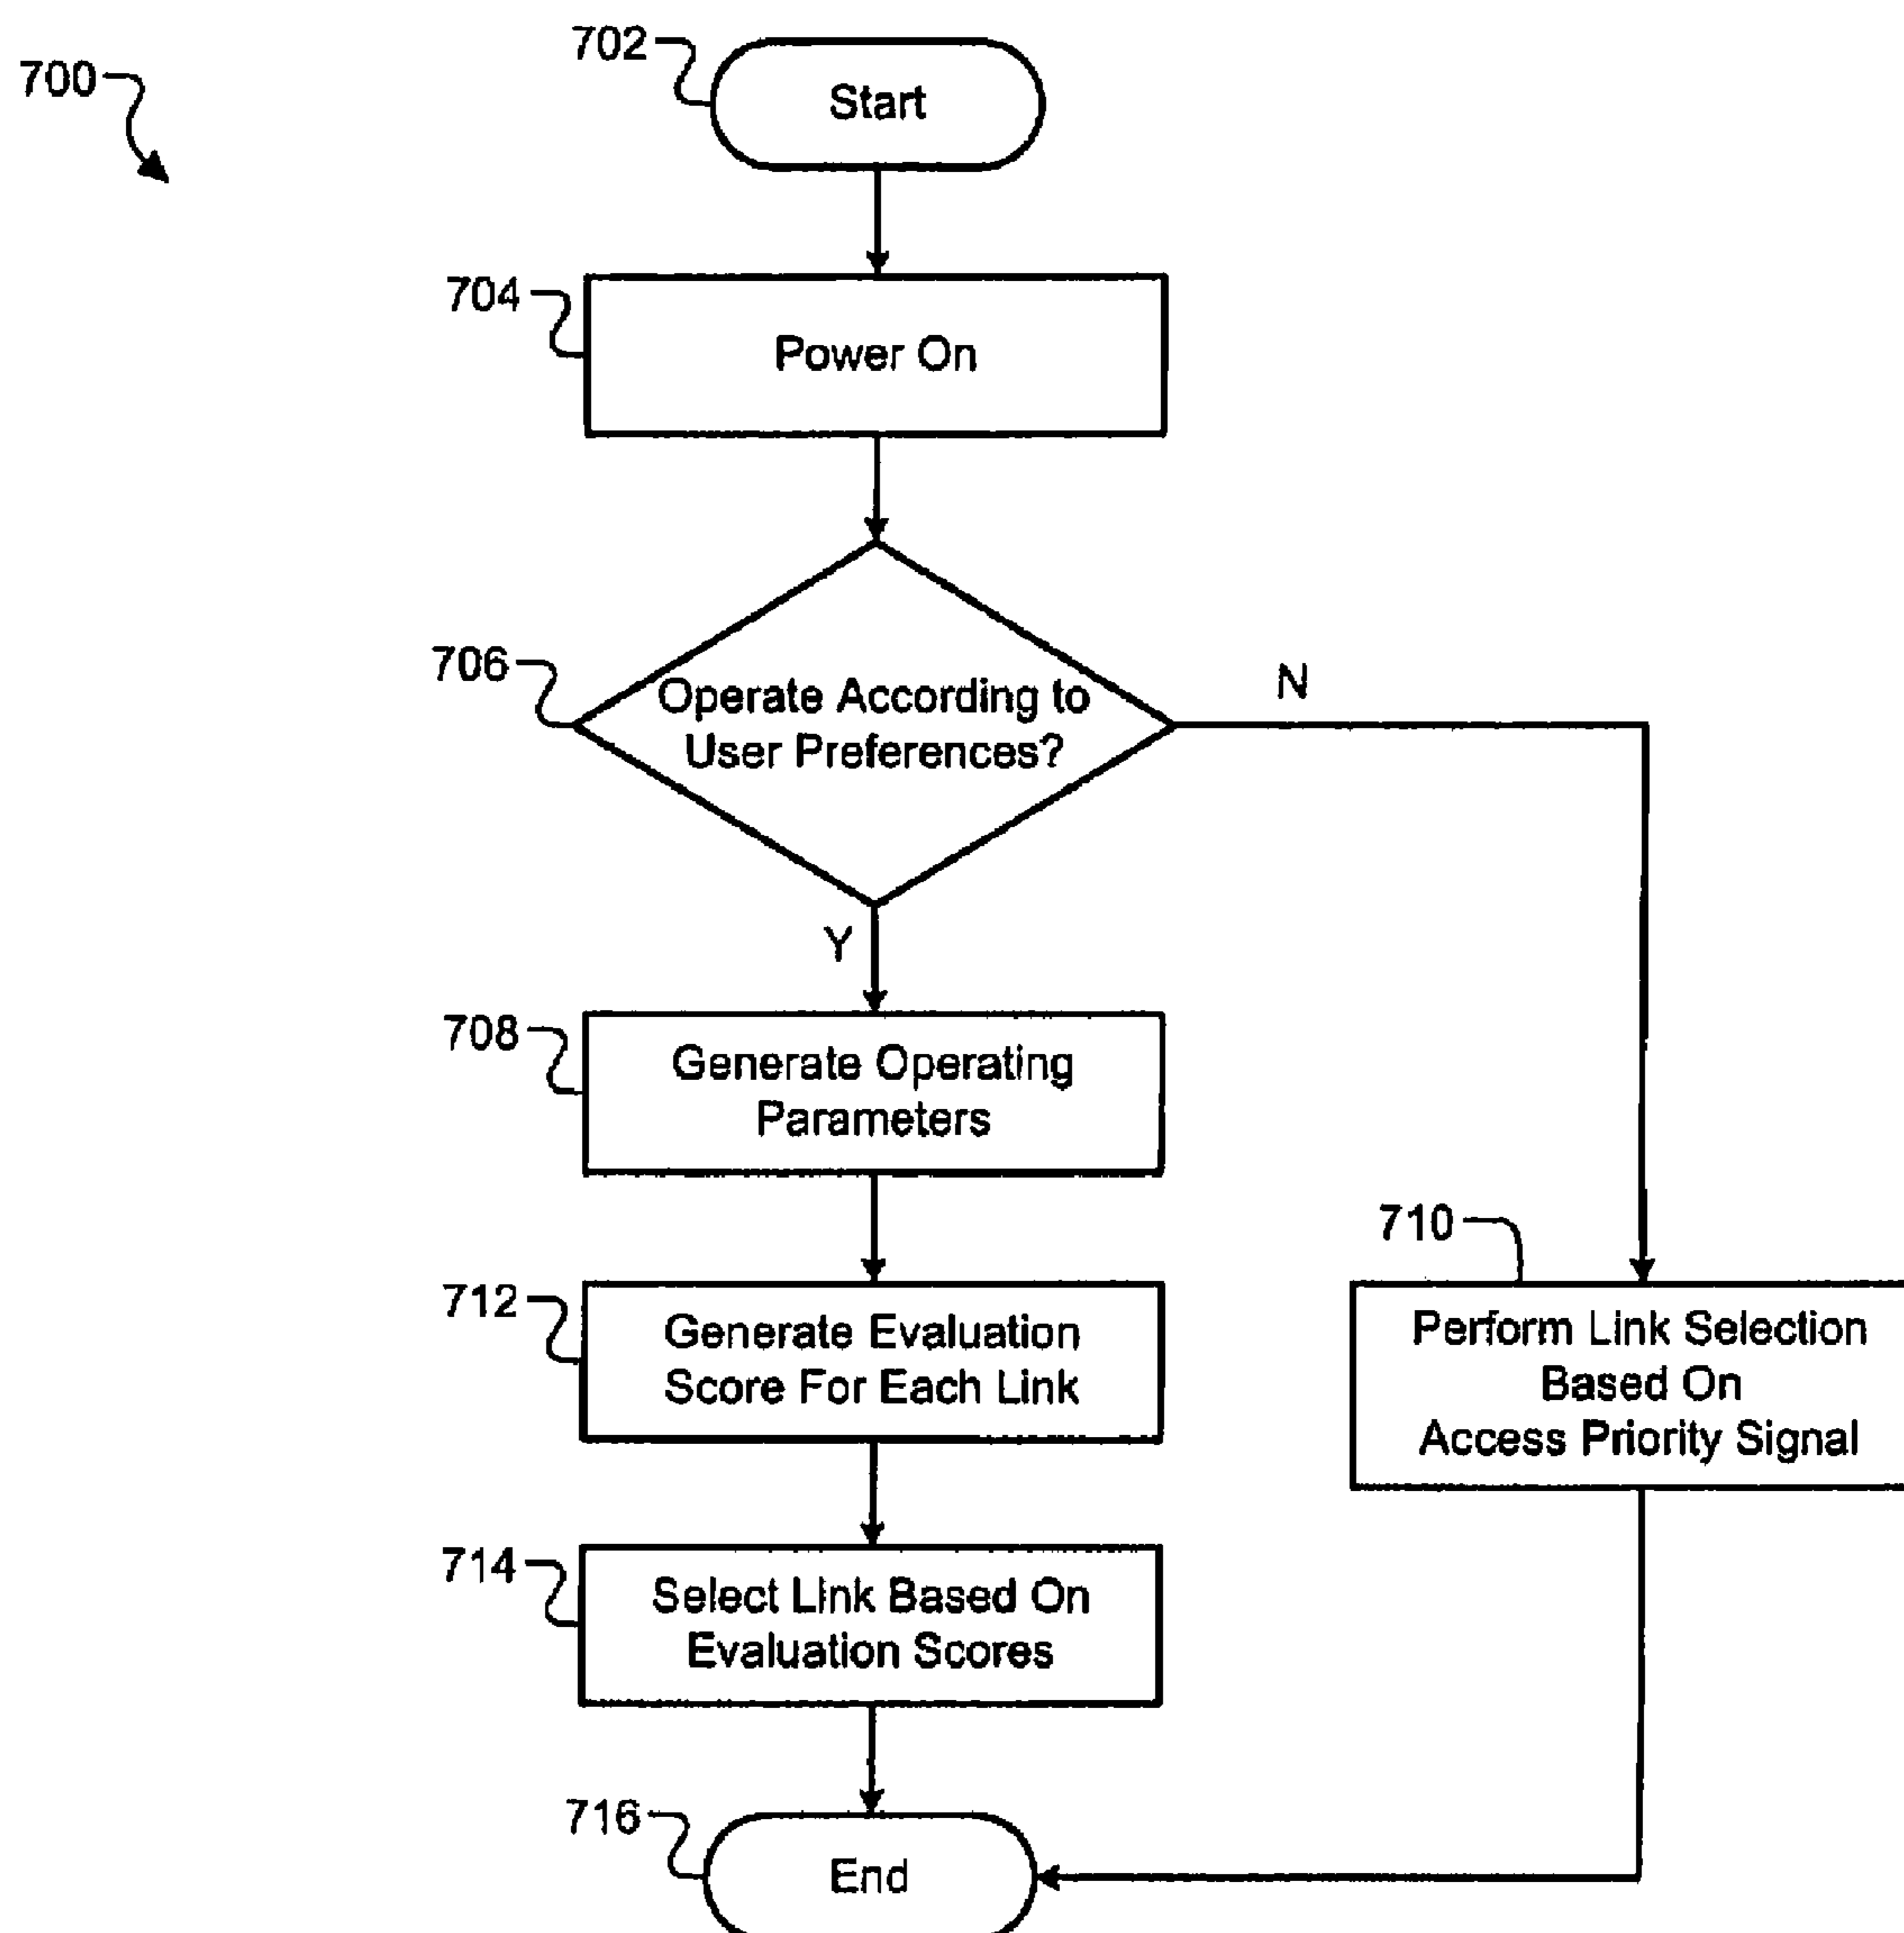 700
702
Start
704
Power On
706
Operate According to
User Preferences?
N
Y
708
Generate Operating
Parameters
710
Perform Link Selection
Based On
Access Priority Signal
712
Generate Evaluation
Score For Each Link
714
Select Link Based On
Evaluation Scores
716
End